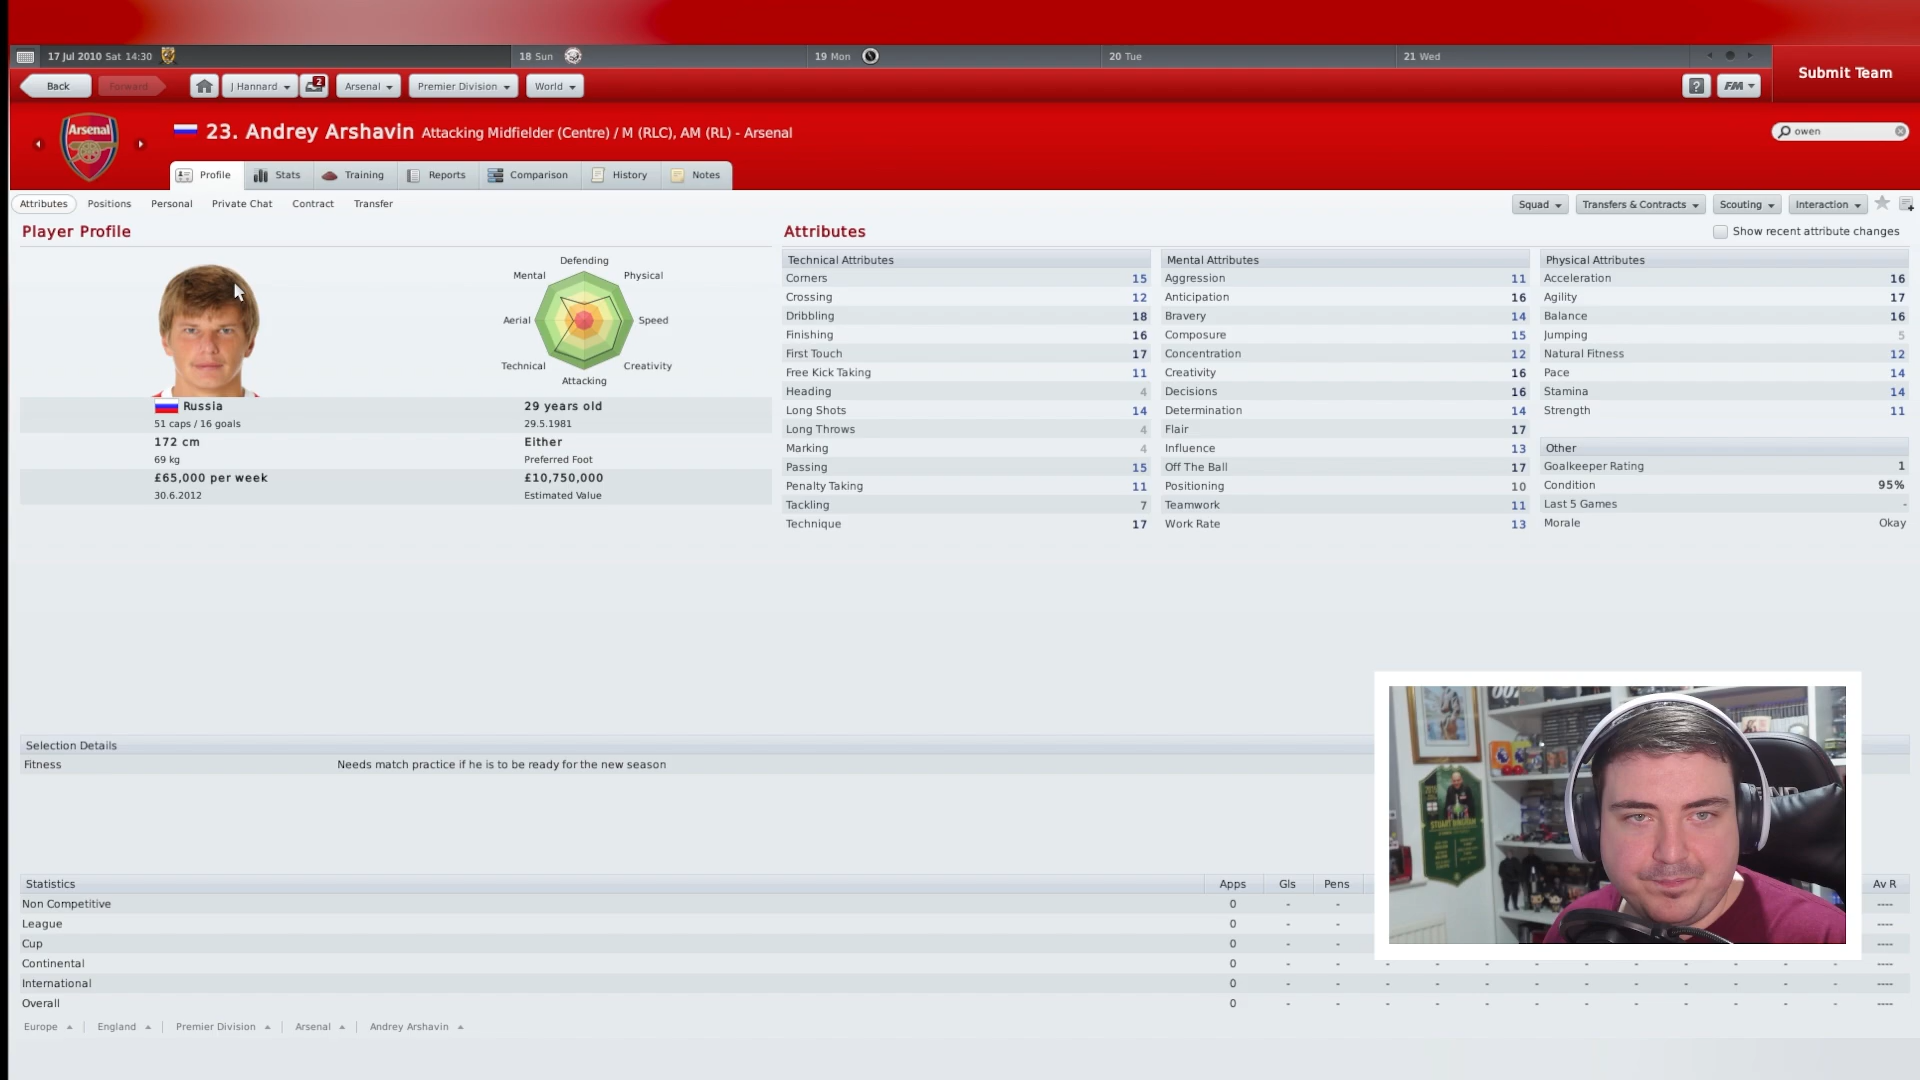 17 Jul 2010 Sat 14:30
18 Sun
19 Mon
20 Tue
21 Wed
Submit Team
Back
Forward
J Hannard
2
Arsenal
Premier Division
World
?
FM
Arsenal
23. Andrey Arshavin Attacking Midfielder (Centre) / M (RLC), AM (RL) - Arsenal
owen
Profile
Stats
Training
Reports
Comparison
History
Notes
Attributes
Positions
Personal
Private Chat
Contract
Transfer
Squad
Transfers & Contracts
Scouting
Interaction
Player Profile
Defending
Mental
Physical
Aerial
Speed
Technical
Creativity
Attacking
Russia
51 caps / 16 goals
29 years old
29.5.1981
172 cm
69 kg
Either
Preferred Foot
£65,000 per week
30.6.2012
£10,750,000
Estimated Value
Attributes
Show recent attribute changes
Technical Attributes
Corners 15
Crossing 12
Dribbling 18
Finishing 16
First Touch 17
Free Kick Taking 11
Heading 4
Long Shots 14
Long Throws 4
Marking 4
Passing 15
Penalty Taking 11
Tackling 7
Technique 17
Mental Attributes
Aggression 11
Anticipation 16
Bravery 14
Composure 15
Concentration 12
Creativity 16
Decisions 16
Determination 14
Flair 17
Influence 13
Off The Ball 17
Positioning 10
Teamwork 11
Work Rate 13
Physical Attributes
Acceleration 16
Agility 17
Balance 16
Jumping 5
Natural Fitness 12
Pace 14
Stamina 14
Strength 11
Other
Goalkeeper Rating 1
Condition 95%
Last 5 Games -
Morale Okay
Selection Details
Fitness Needs match practice if he is to be ready for the new season
Statistics Apps Gls Pens Av R
Non Competitive 0 - - ----
League 0 - - ----
Cup 0 - - ----
Continental 0 - - - - - - - - - - - - ----
International 0 - - - - - - - - - - - - ----
Overall 0 - - - - - - - - - - - - ----
Europe
England
Premier Division
Arsenal
Andrey Arshavin
007
STUART BINGHAM